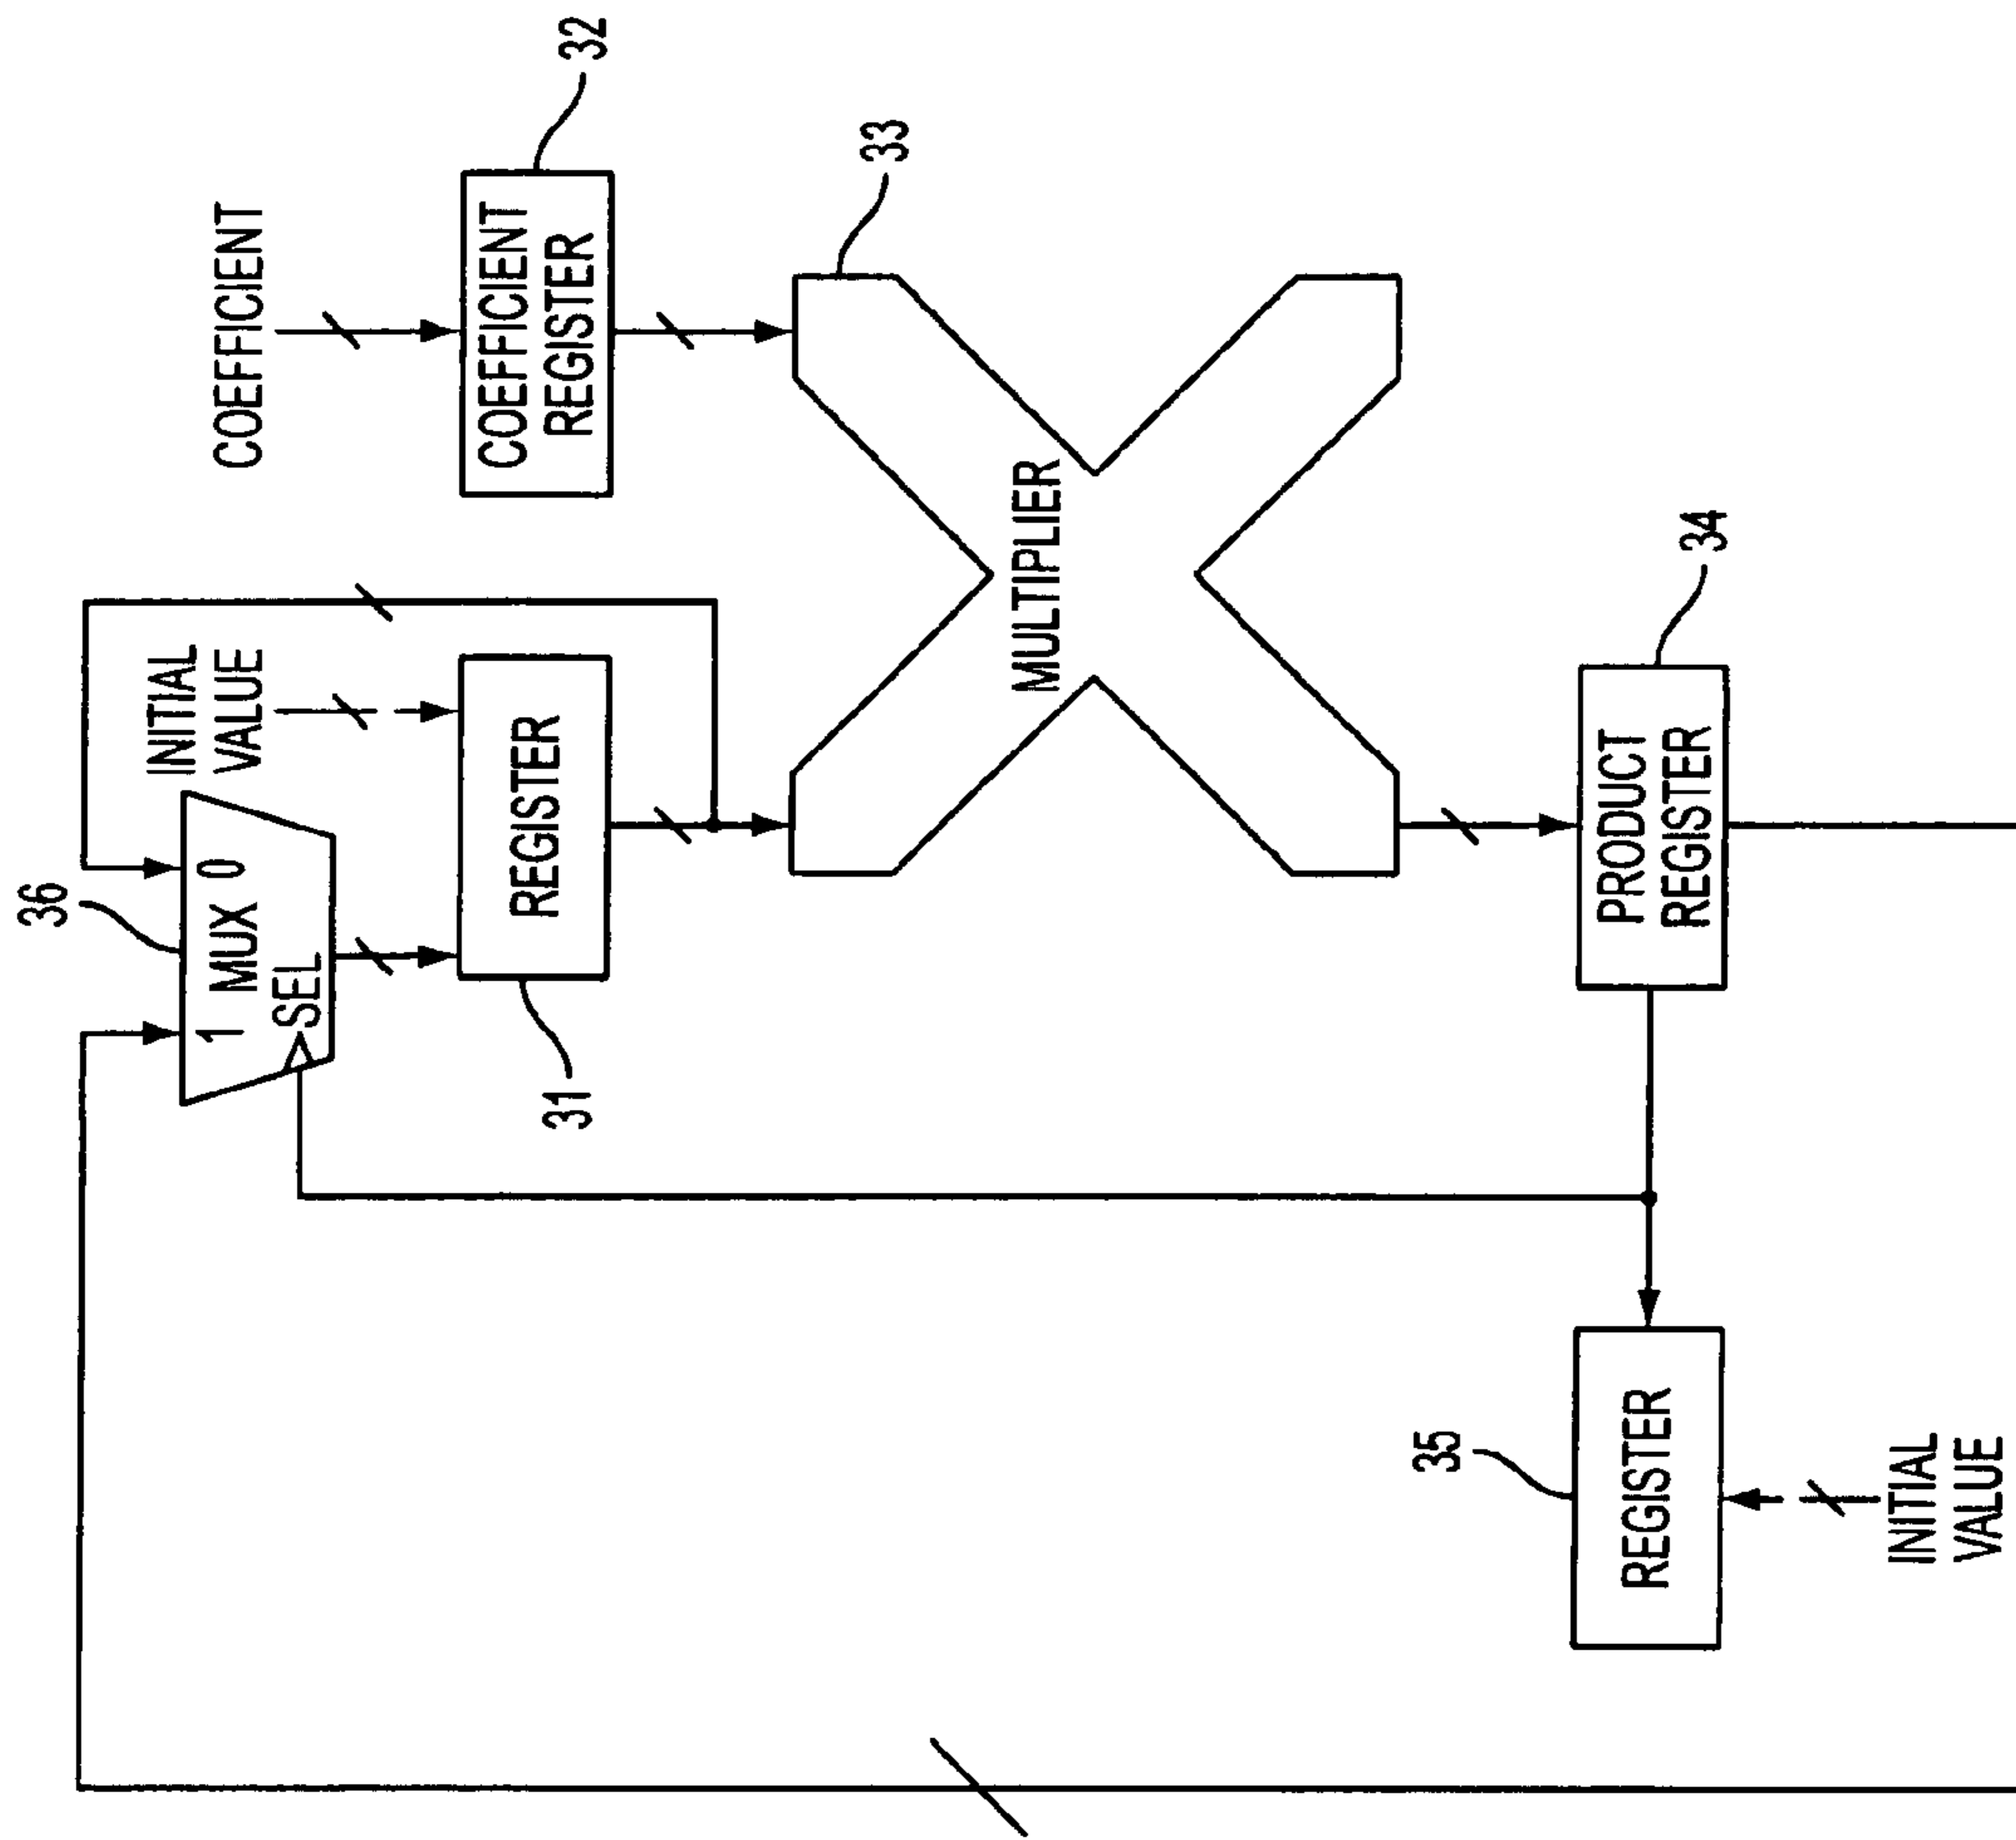 COEFFICIENT
32
COEFFICIENT
REGISTER
33
INITIAL
VALUE
36
1 MUX 0
SEL
REGISTER
31
MULTIPLIER
34
PRODUCT
REGISTER
35
REGISTER
INITIAL
VALUE